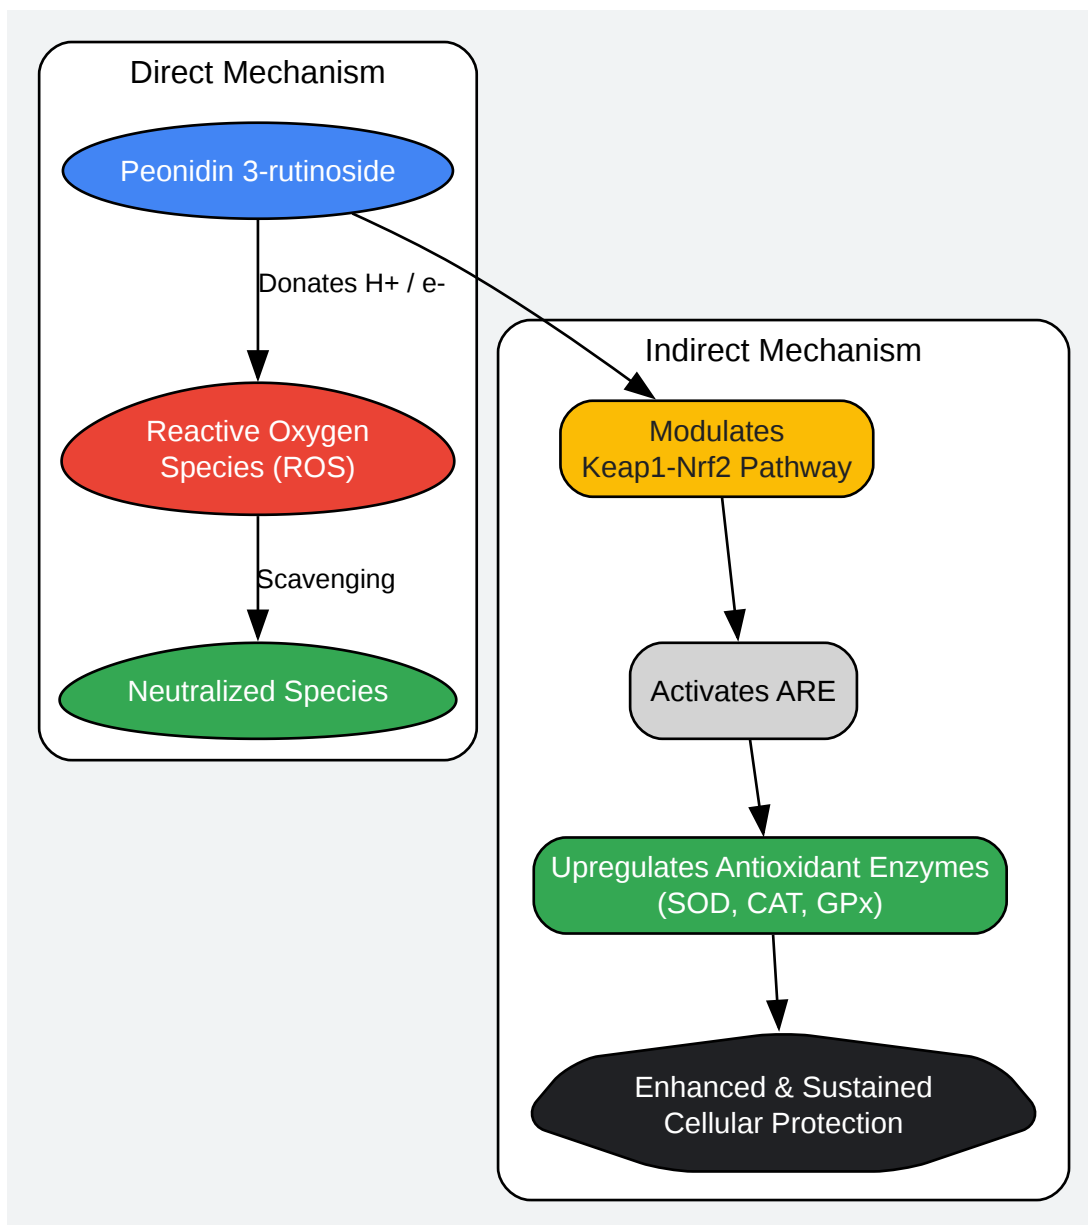 Direct Mechanism
Peonidin 3-rutinoside
Donates H+ / e-
Reactive Oxygen
Species (ROS)
Scavenging
Neutralized Species
Indirect Mechanism
Modulates
Keap1-Nrf2 Pathway
Activates ARE
Upregulates Antioxidant Enzymes
(SOD, CAT, GPx)
Enhanced & Sustained
Cellular Protection